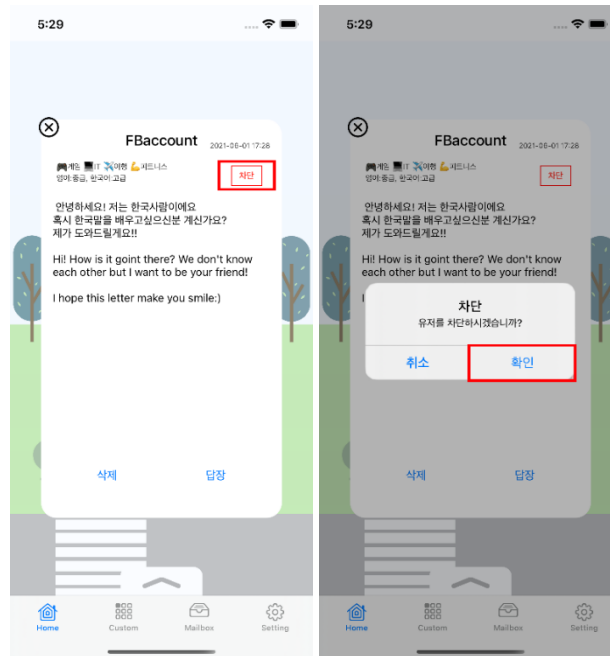 5:29
FBaccount
2021-06-01 17:28
🎮게임 💻IT ✈️여행 💪피트니스
영어:중급, 한국어:고급
차단
안녕하세요! 저는 한국사람이에요
혹시 한국말을 배우고싶으신분 계신가요?
제가 도와드릴게요!!
Hi! How is it goint there? We don't know
each other but I want to be your friend!
I hope this letter make you smile:)
삭제
답장
Home
Custom
Mailbox
Setting
5:29
FBaccount
2021-06-01 17:28
🎮게임 💻IT ✈️여행 💪피트니스
영어:중급, 한국어:고급
차단
안녕하세요! 저는 한국사람이에요
혹시 한국말을 배우고싶으신분 계신가요?
제가 도와드릴게요!!
Hi! How is it goint there? We don't know
each other but I want to be your friend!
I
차단
유저를 차단하시겠습니까?
취소
확인
삭제
답장
Home
Custom
Mailbox
Setting